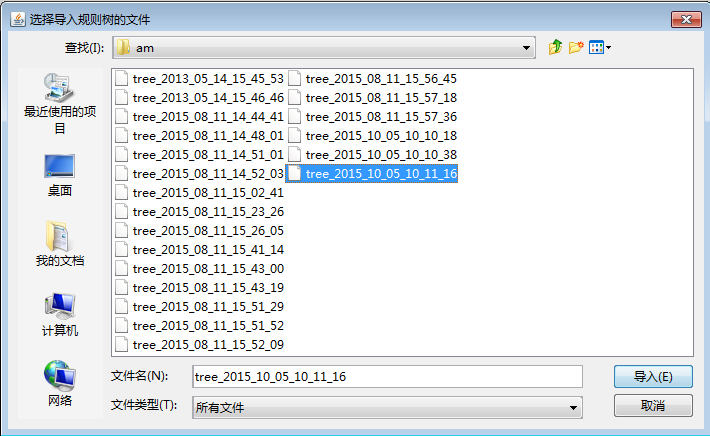 选择导入规则树的文件
查找(I):
am
最近使用的项
目
桌面
我的文档
计算机
网络
tree_2013_05_14_15_45_53
tree_2013_05_14_15_46_46
tree_2015_08_11_14_44_41
tree_2015_08_11_14_48_01
tree_2015_08_11_14_51_01
tree_2015_08_11_14_52_03
tree_2015_08_11_15_02_41
tree_2015_08_11_15_23_26
tree_2015_08_11_15_26_05
tree_2015_08_11_15_41_14
tree_2015_08_11_15_43_00
tree_2015_08_11_15_43_19
tree_2015_08_11_15_51_29
tree_2015_08_11_15_51_52
tree_2015_08_11_15_52_09
tree_2015_08_11_15_56_45
tree_2015_08_11_15_57_18
tree_2015_08_11_15_57_36
tree_2015_10_05_10_10_18
tree_2015_10_05_10_10_38
tree_2015_10_05_10_11_16
文件名(N):
tree_2015_10_05_10_11_16
导入(E)
文件类型(T):
所有文件
取消